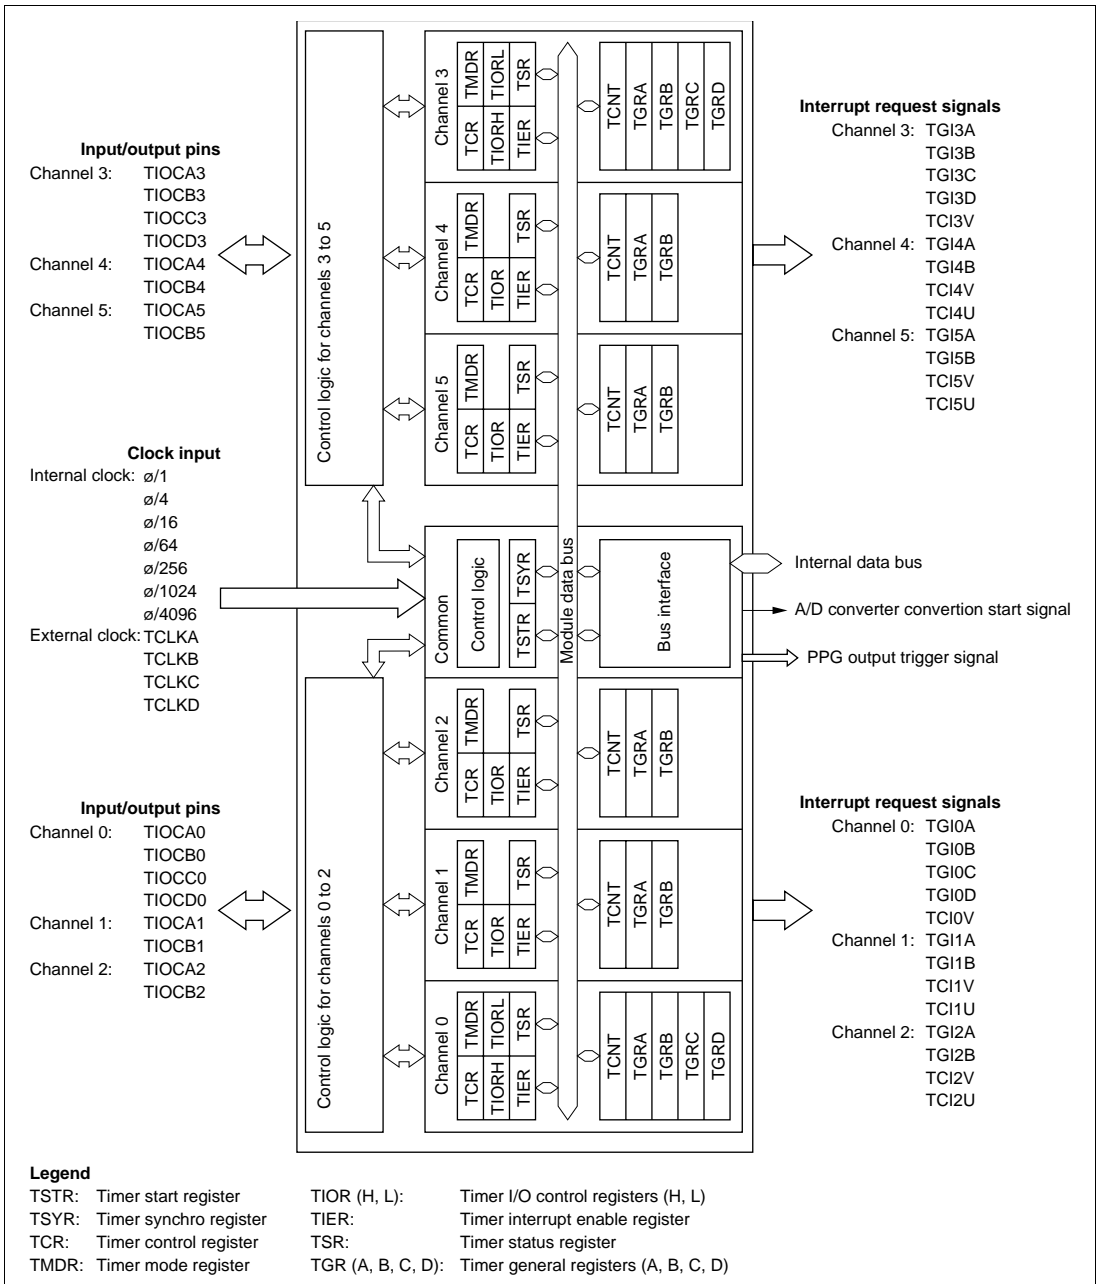 Input/output pins
Channel 3: TIOCA3
TIOCB3
TIOCC3
TIOCD3
Channel 4: TIOCA4
TIOCB4
Channel 5: TIOCA5
TIOCB5
Clock input
Internal clock: ø/1
ø/4
ø/16
ø/64
ø/256
ø/1024
ø/4096
External clock: TCLKA
TCLKB
TCLKC
TCLKD
Input/output pins
Channel 0: TIOCA0
TIOCB0
TIOCC0
TIOCD0
Channel 1: TIOCA1
TIOCB1
Channel 2: TIOCA2
TIOCB2
Control logic for channels 3 to 5
Control logic for channels 0 to 2
Channel 3
TCR TMDR
TIORH TIORL
TIER TSR
TCNT
TGRA
TGRB
TGRC
TGRD
Channel 4
TCR TMDR
TIOR
TIER TSR
TCNT
TGRA
TGRB
Channel 5
TCR TMDR
TIOR
TIER TSR
TCNT
TGRA
TGRB
Common
Control logic
TSTR TSYR
Module data bus
Bus interface
Channel 2
TCR TMDR
TIOR
TIER TSR
TCNT
TGRA
TGRB
Channel 1
TCR TMDR
TIOR
TIER TSR
TCNT
TGRA
TGRB
Channel 0
TCR TMDR
TIORH TIORL
TIER TSR
TCNT
TGRA
TGRB
TGRC
TGRD
Interrupt request signals
Channel 3: TGI3A
TGI3B
TGI3C
TGI3D
TCI3V
Channel 4: TGI4A
TGI4B
TCI4V
TCI4U
Channel 5: TGI5A
TGI5B
TCI5V
TCI5U
Internal data bus
A/D converter convertion start signal
PPG output trigger signal
Interrupt request signals
Channel 0: TGI0A
TGI0B
TGI0C
TGI0D
TCI0V
Channel 1: TGI1A
TGI1B
TCI1V
TCI1U
Channel 2: TGI2A
TGI2B
TCI2V
TCI2U
Legend
TSTR: Timer start register
TSYR: Timer synchro register
TCR: Timer control register
TMDR: Timer mode register
TIOR (H, L): Timer I/O control registers (H, L)
TIER: Timer interrupt enable register
TSR: Timer status register
TGR (A, B, C, D): Timer general registers (A, B, C, D)